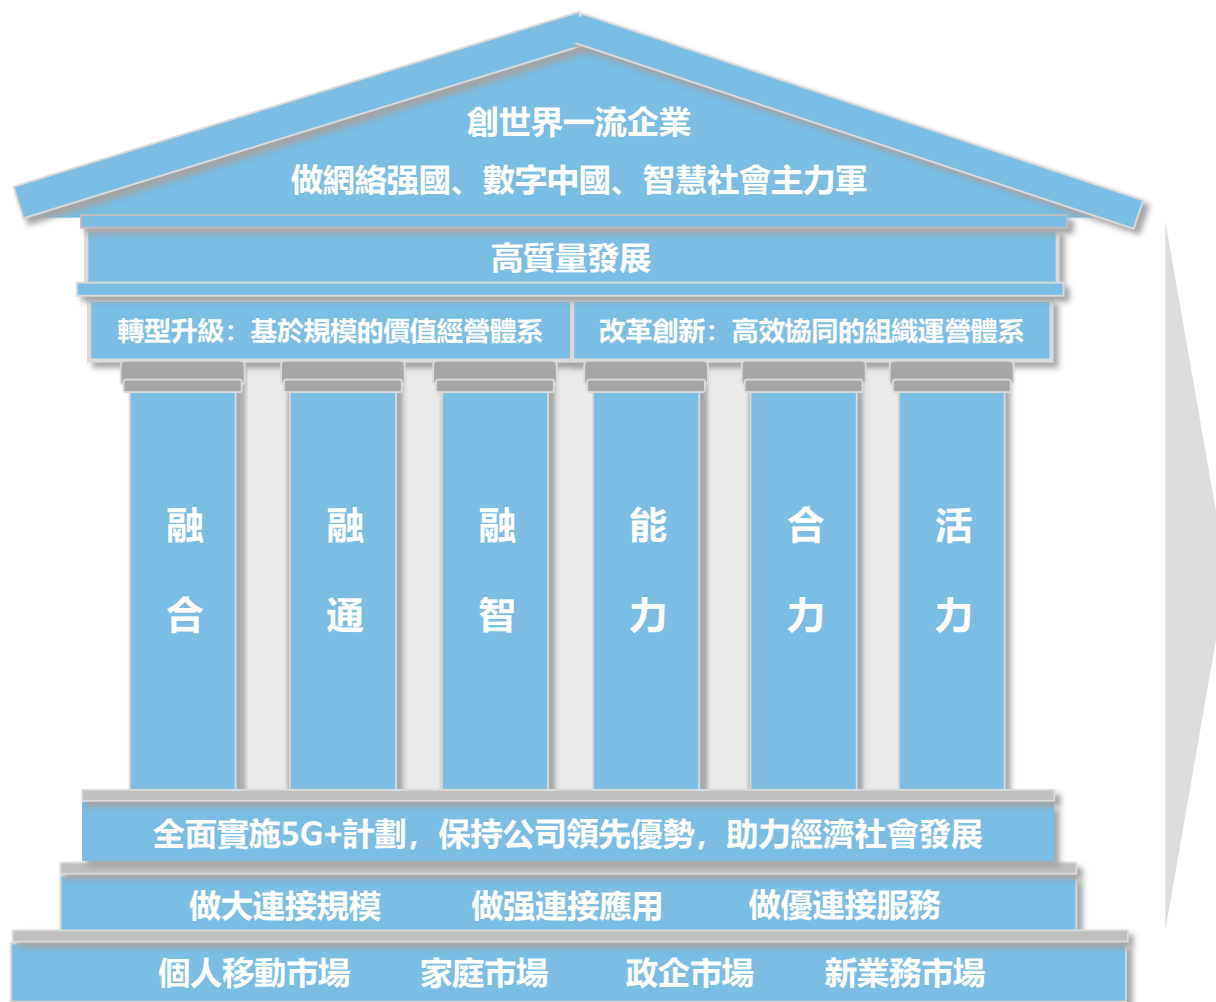 創世界一流企業
做網絡强國、數字中國、智慧社會主力軍
高質量發展
轉型升級：基於規模的價值經營體系
改革創新：高效協同的組織運營體系
融合
融通
融智
能力
合力
活力
全面實施5G+計劃，保持公司領先優勢，助力經濟社會發展
做大連接規模 做强連接應用 做優連接服務
個人移動市場 家庭市場 政企市場 新業務市場